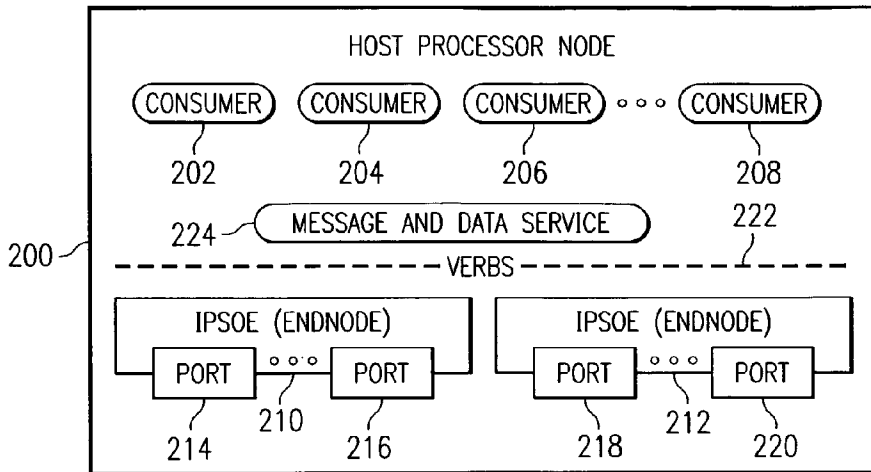 HOST PROCESSOR NODE
CONSUMER CONSUMER CONSUMER CONSUMER
202 204 206 208
MESSAGE AND DATA SERVICE
224 222
200
VERBS
IPSOE (ENDNODE) IPSOE (ENDNODE)
PORT PORT PORT PORT
214 210 216 218 212 220